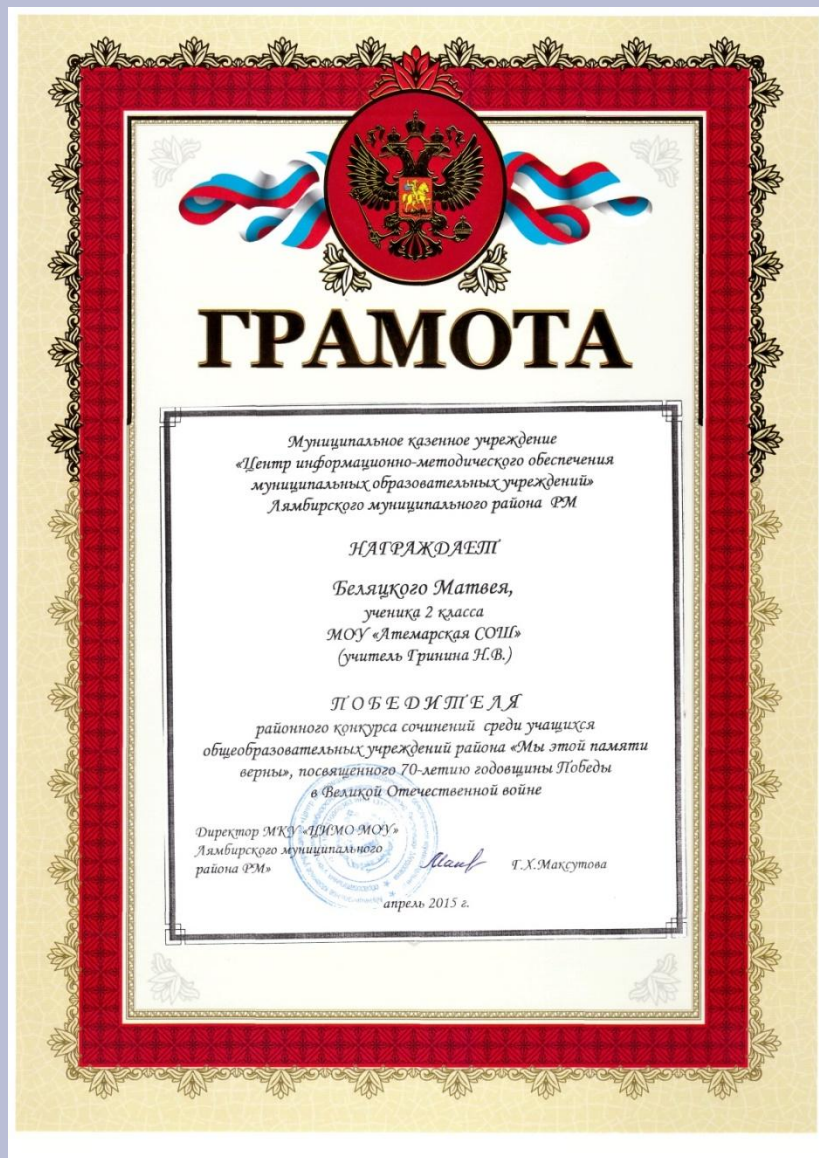 ГРАМОТА
Муниципальное казенное учреждение
«Центр информационно-методического обеспечения
муниципальных образовательных учреждений»
Лямбирского муниципального района РМ
НАГРАЖДАЕТ
Беляцкого Матвея,
ученика 2 класса
МОУ «Атемарская СОШ»
(учитель Гринина Н.В.)
ПОБЕДИТЕЛЯ
районного конкурса сочинений среди учащихся
общеобразовательных учреждений района «Мы этой памяти
верны», посвященного 70-летию годовщины Победы
в Великой Отечественной войне
Директор МКУ «ЦИМО МОУ»
Лямбирского муниципального
района РМ» Г.Х.Максутова
апрель 2015 г.